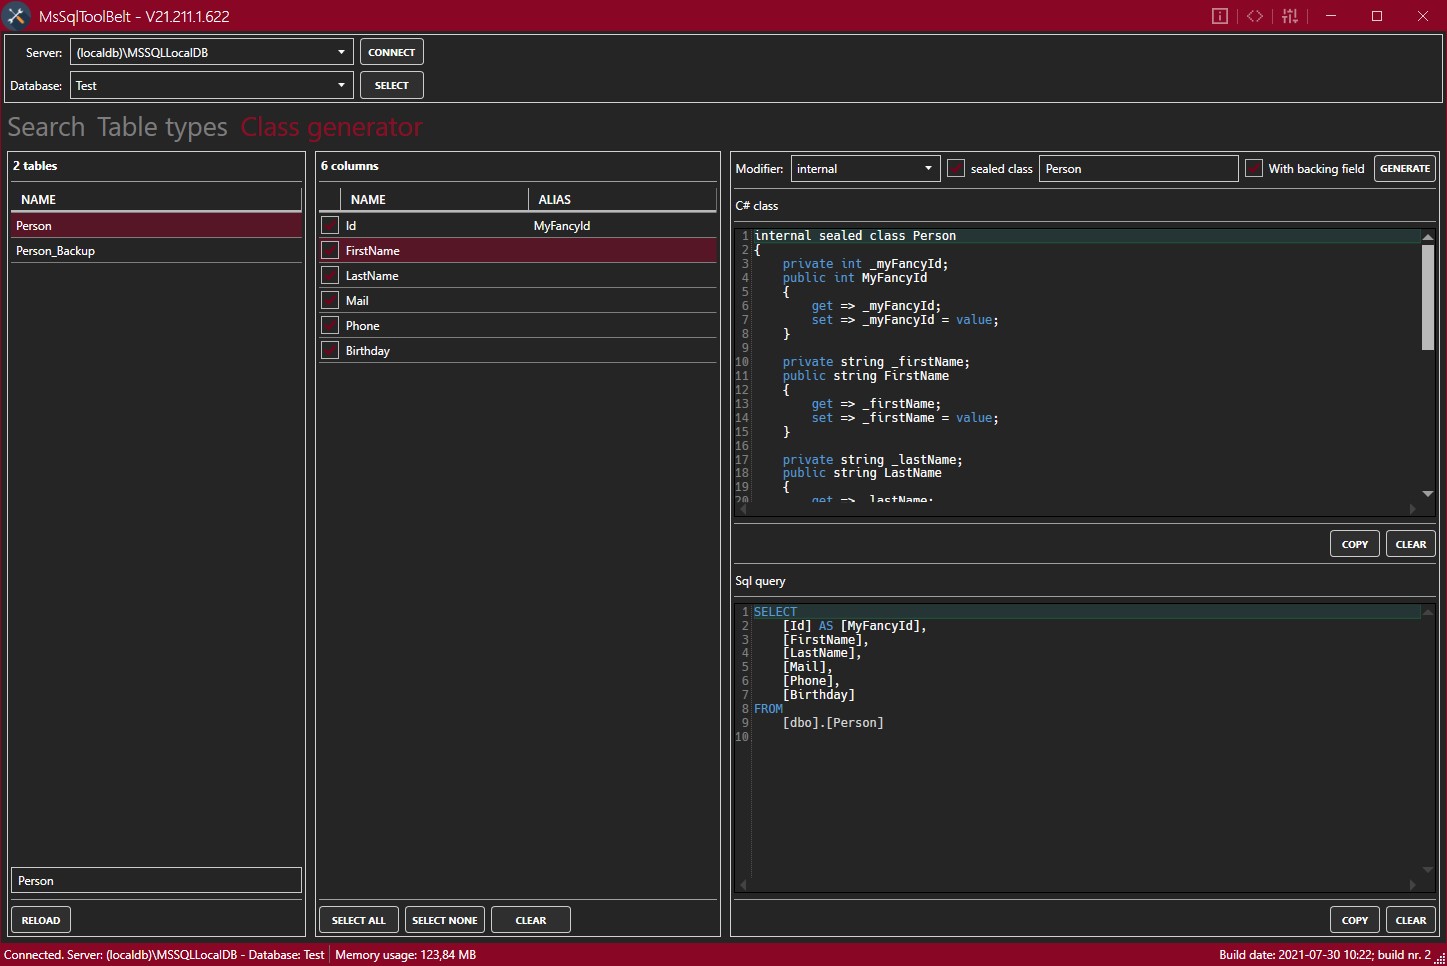 MsSqlToolBelt - V21.211.1.622
Server: (localdb)\MSSQLLocalDB CONNECT
Database: Test SELECT
Search Table types Class generator
2 tables
NAME
Person
Person_Backup
Person
RELOAD
6 columns
NAME ALIAS
Id MyFancyId
FirstName
LastName
Mail
Phone
Birthday
SELECT ALL SELECT NONE CLEAR
Modifier: internal sealed class Person With backing field GENERATE
C# class
1 internal sealed class Person
2 {
3 private int _myFancyId;
4 public int MyFancyId
5 {
6 get => _myFancyId;
7 set => _myFancyId = value;
8 }
9
10 private string _firstName;
11 public string FirstName
12 {
13 get => _firstName;
14 set => _firstName = value;
15 }
16
17 private string _lastName;
18 public string LastName
19 {
20 get => _lastName;
COPY CLEAR
Sql query
1 SELECT
2 [Id] AS [MyFancyId],
3 [FirstName],
4 [LastName],
5 [Mail],
6 [Phone],
7 [Birthday]
8 FROM
9 [dbo].[Person]
10
COPY CLEAR
Connected. Server: (localdb)\MSSQLLocalDB - Database: Test Memory usage: 123,84 MB Build date: 2021-07-30 10:22; build nr. 2